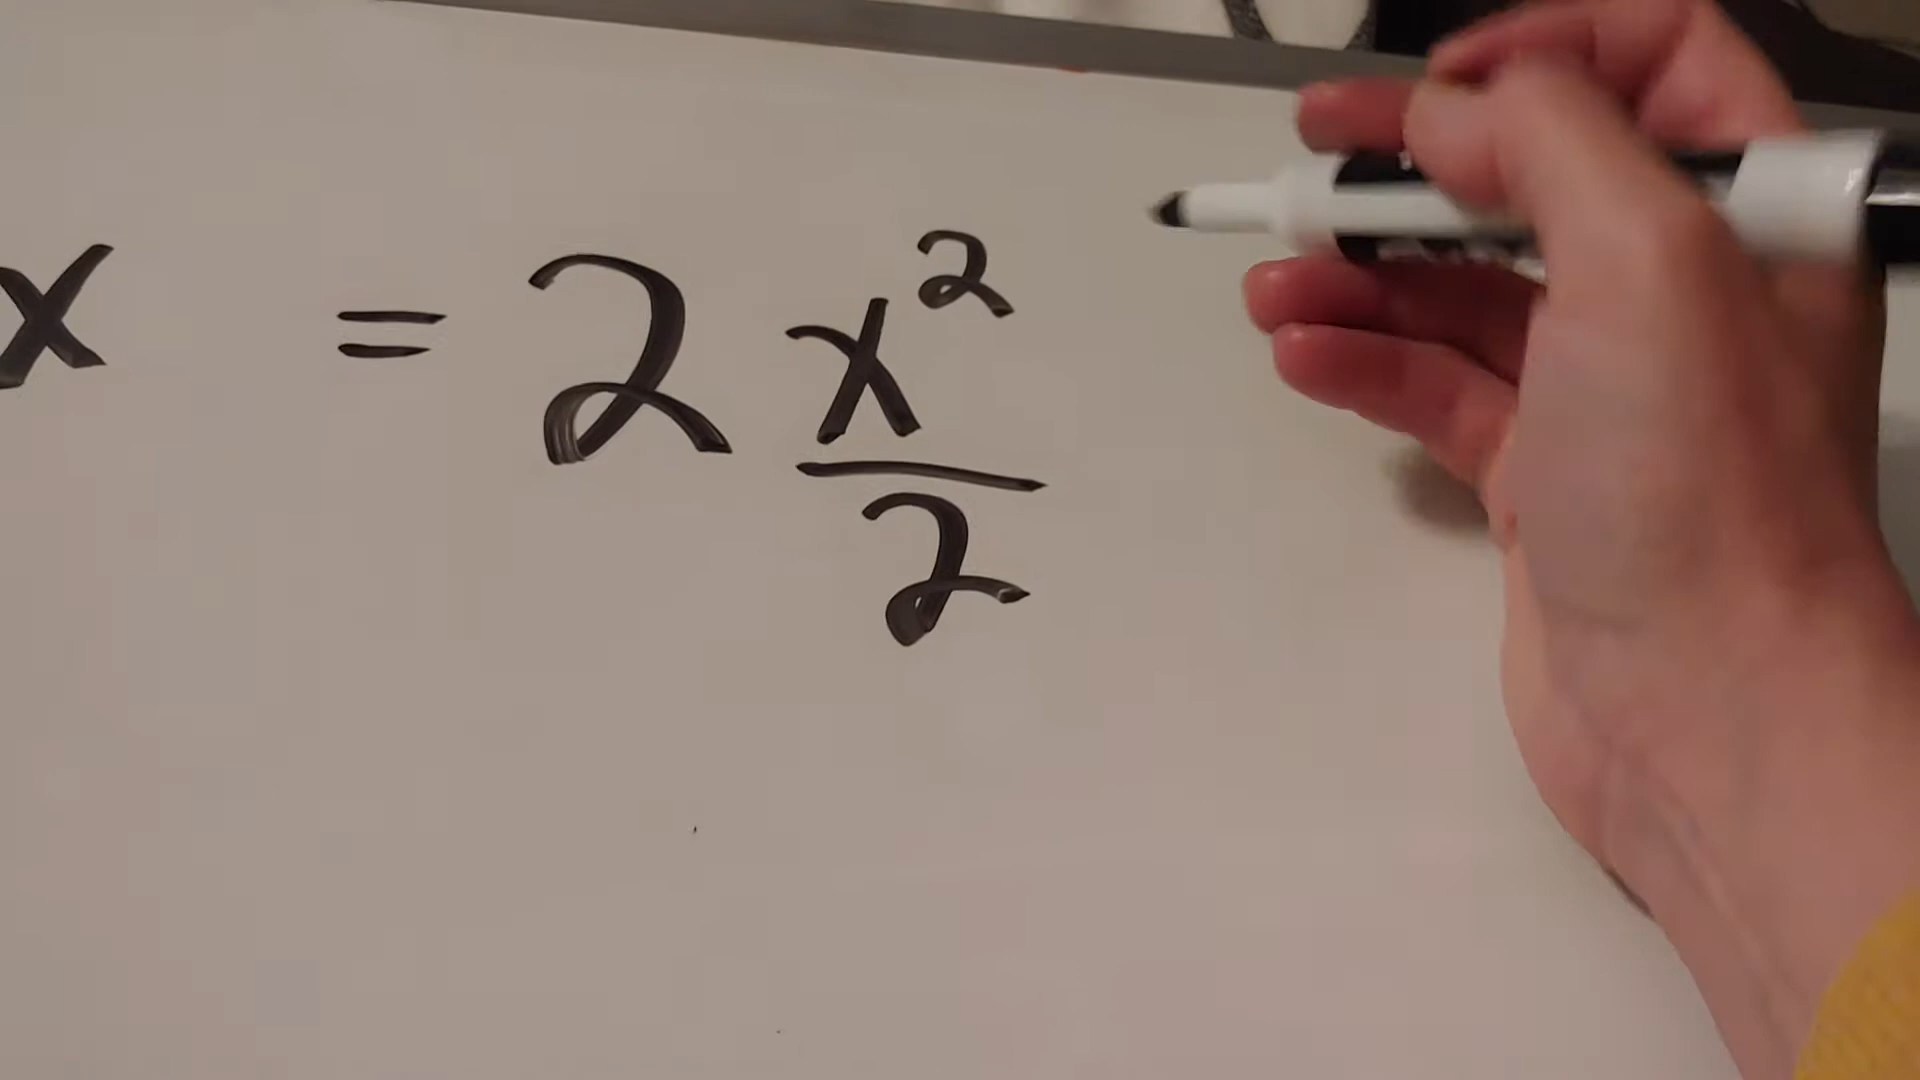 x = 2 x²/2